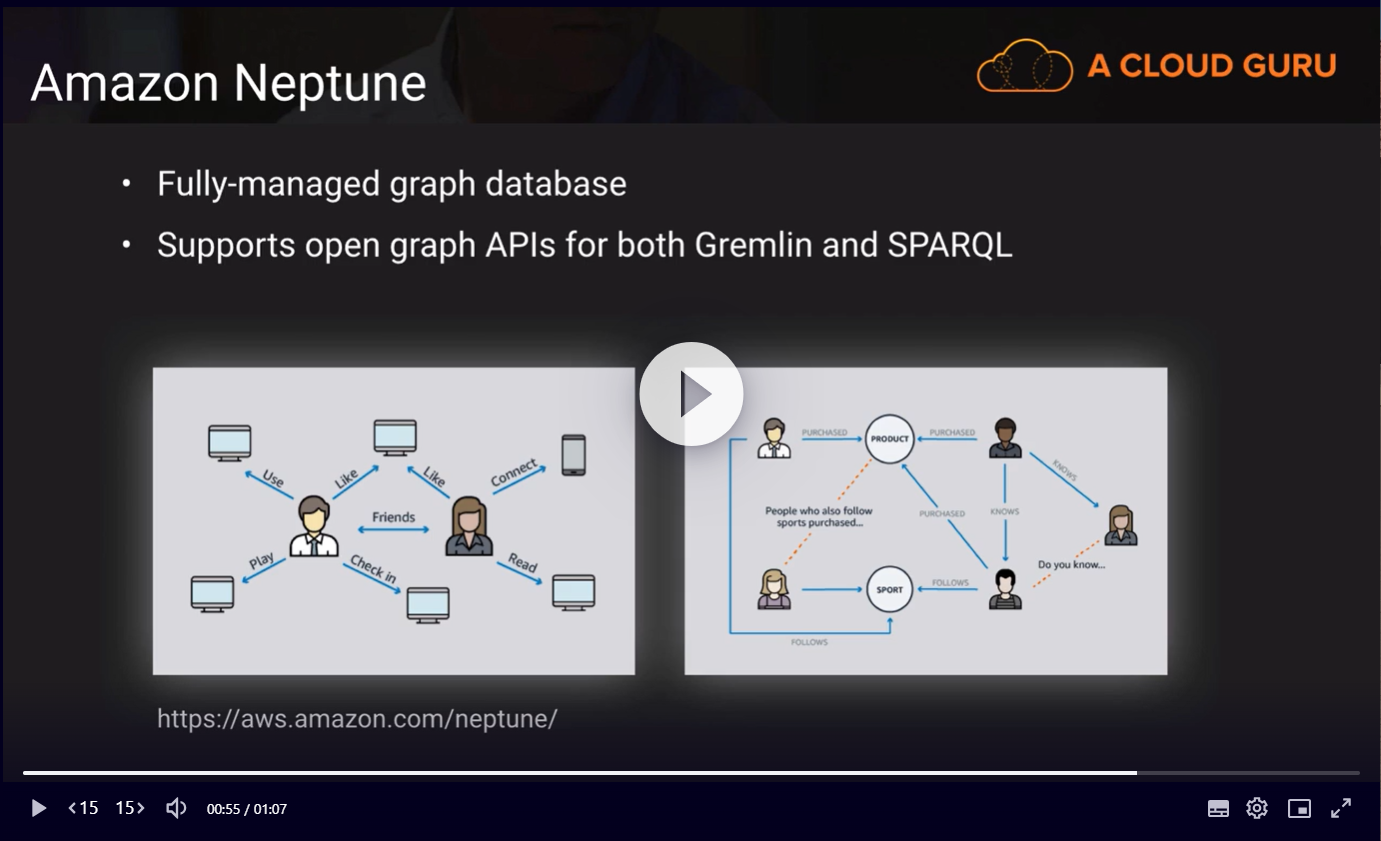 Amazon Neptune
A CLOUD GURU
• Fully-managed graph database
• Supports open graph APIs for both Gremlin and SPARQL
Use
Like
Like
Connect
Friends
Play
Check in
Read
PURCHASED
PRODUCT
PURCHASED
KNOWS
People who also follow
sports purchased...
PURCHASED
KNOWS
Do you know...
SPORT
FOLLOWS
FOLLOWS
https://aws.amazon.com/neptune/
<15 15> 00:55 / 01:07